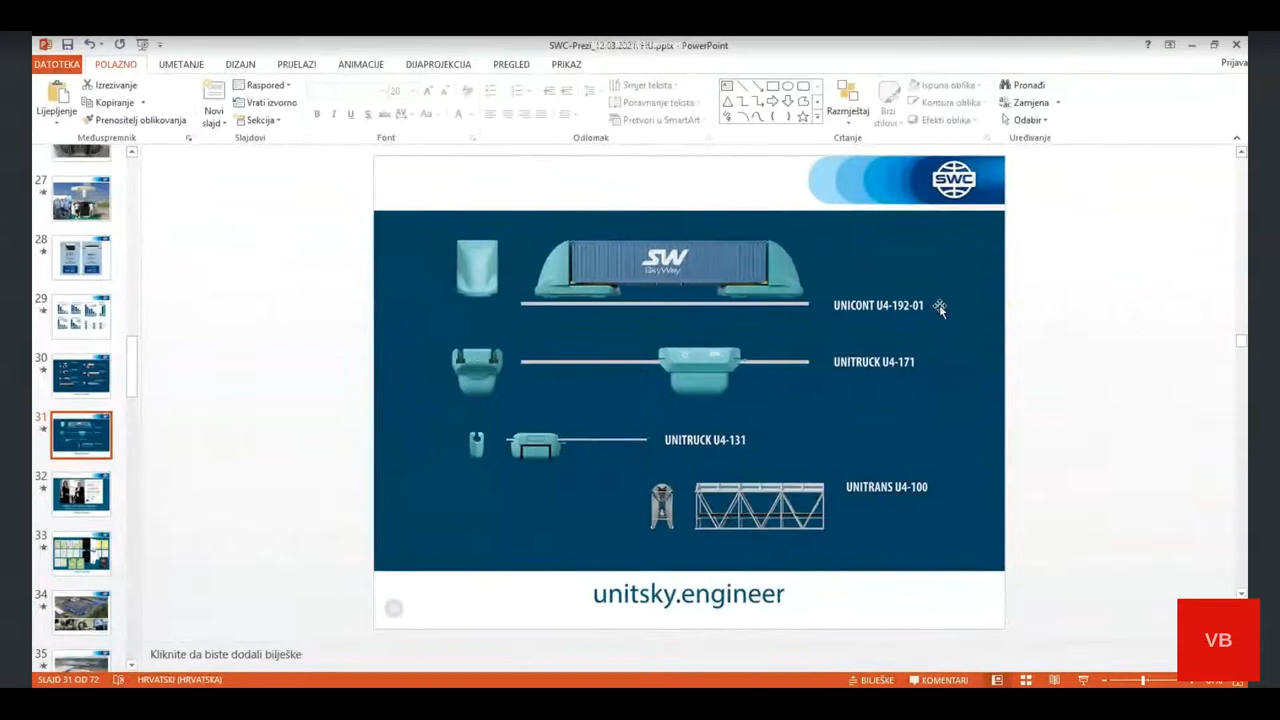 SWC-Prezi_12.03.2021. HU.pptx - PowerPoint
DATOTEKA POLAZNO UMETANJE DIZAJN PRIJELAZI ANIMACIJE DIJAPROJEKCIJA PREGLED PRIKAZ Prijava
Lijepljenje
Izrezivanje
Kopiranje
Prenositelj oblikovanja
Međuspremnik
Novi slajd
Raspored
Vrati izvorno
Sekcija
Slajdovi
20
Font
Smjer teksta
Poravnanje teksta
Pretvori u SmartArt
Odlomak
Razmještaj
Brzi stilovi
Ispuna oblika
Kontura oblika
Efekti oblika
Crtanje
Pronađi
Zamjena
Odabir
Uređivanje
27
28
29
30
31
32
33
34
35
SWC
SW
SkyWay
UNICONT U4-192-01
UNITRUCK U4-171
UNITRUCK U4-131
UNITRANS U4-100
unitsky.engineer
Kliknite da biste dodali bilješke
VB
SLAJD 31 OD 72 HRVATSKI (HRVATSKA) BILJEŠKE KOMENTARI